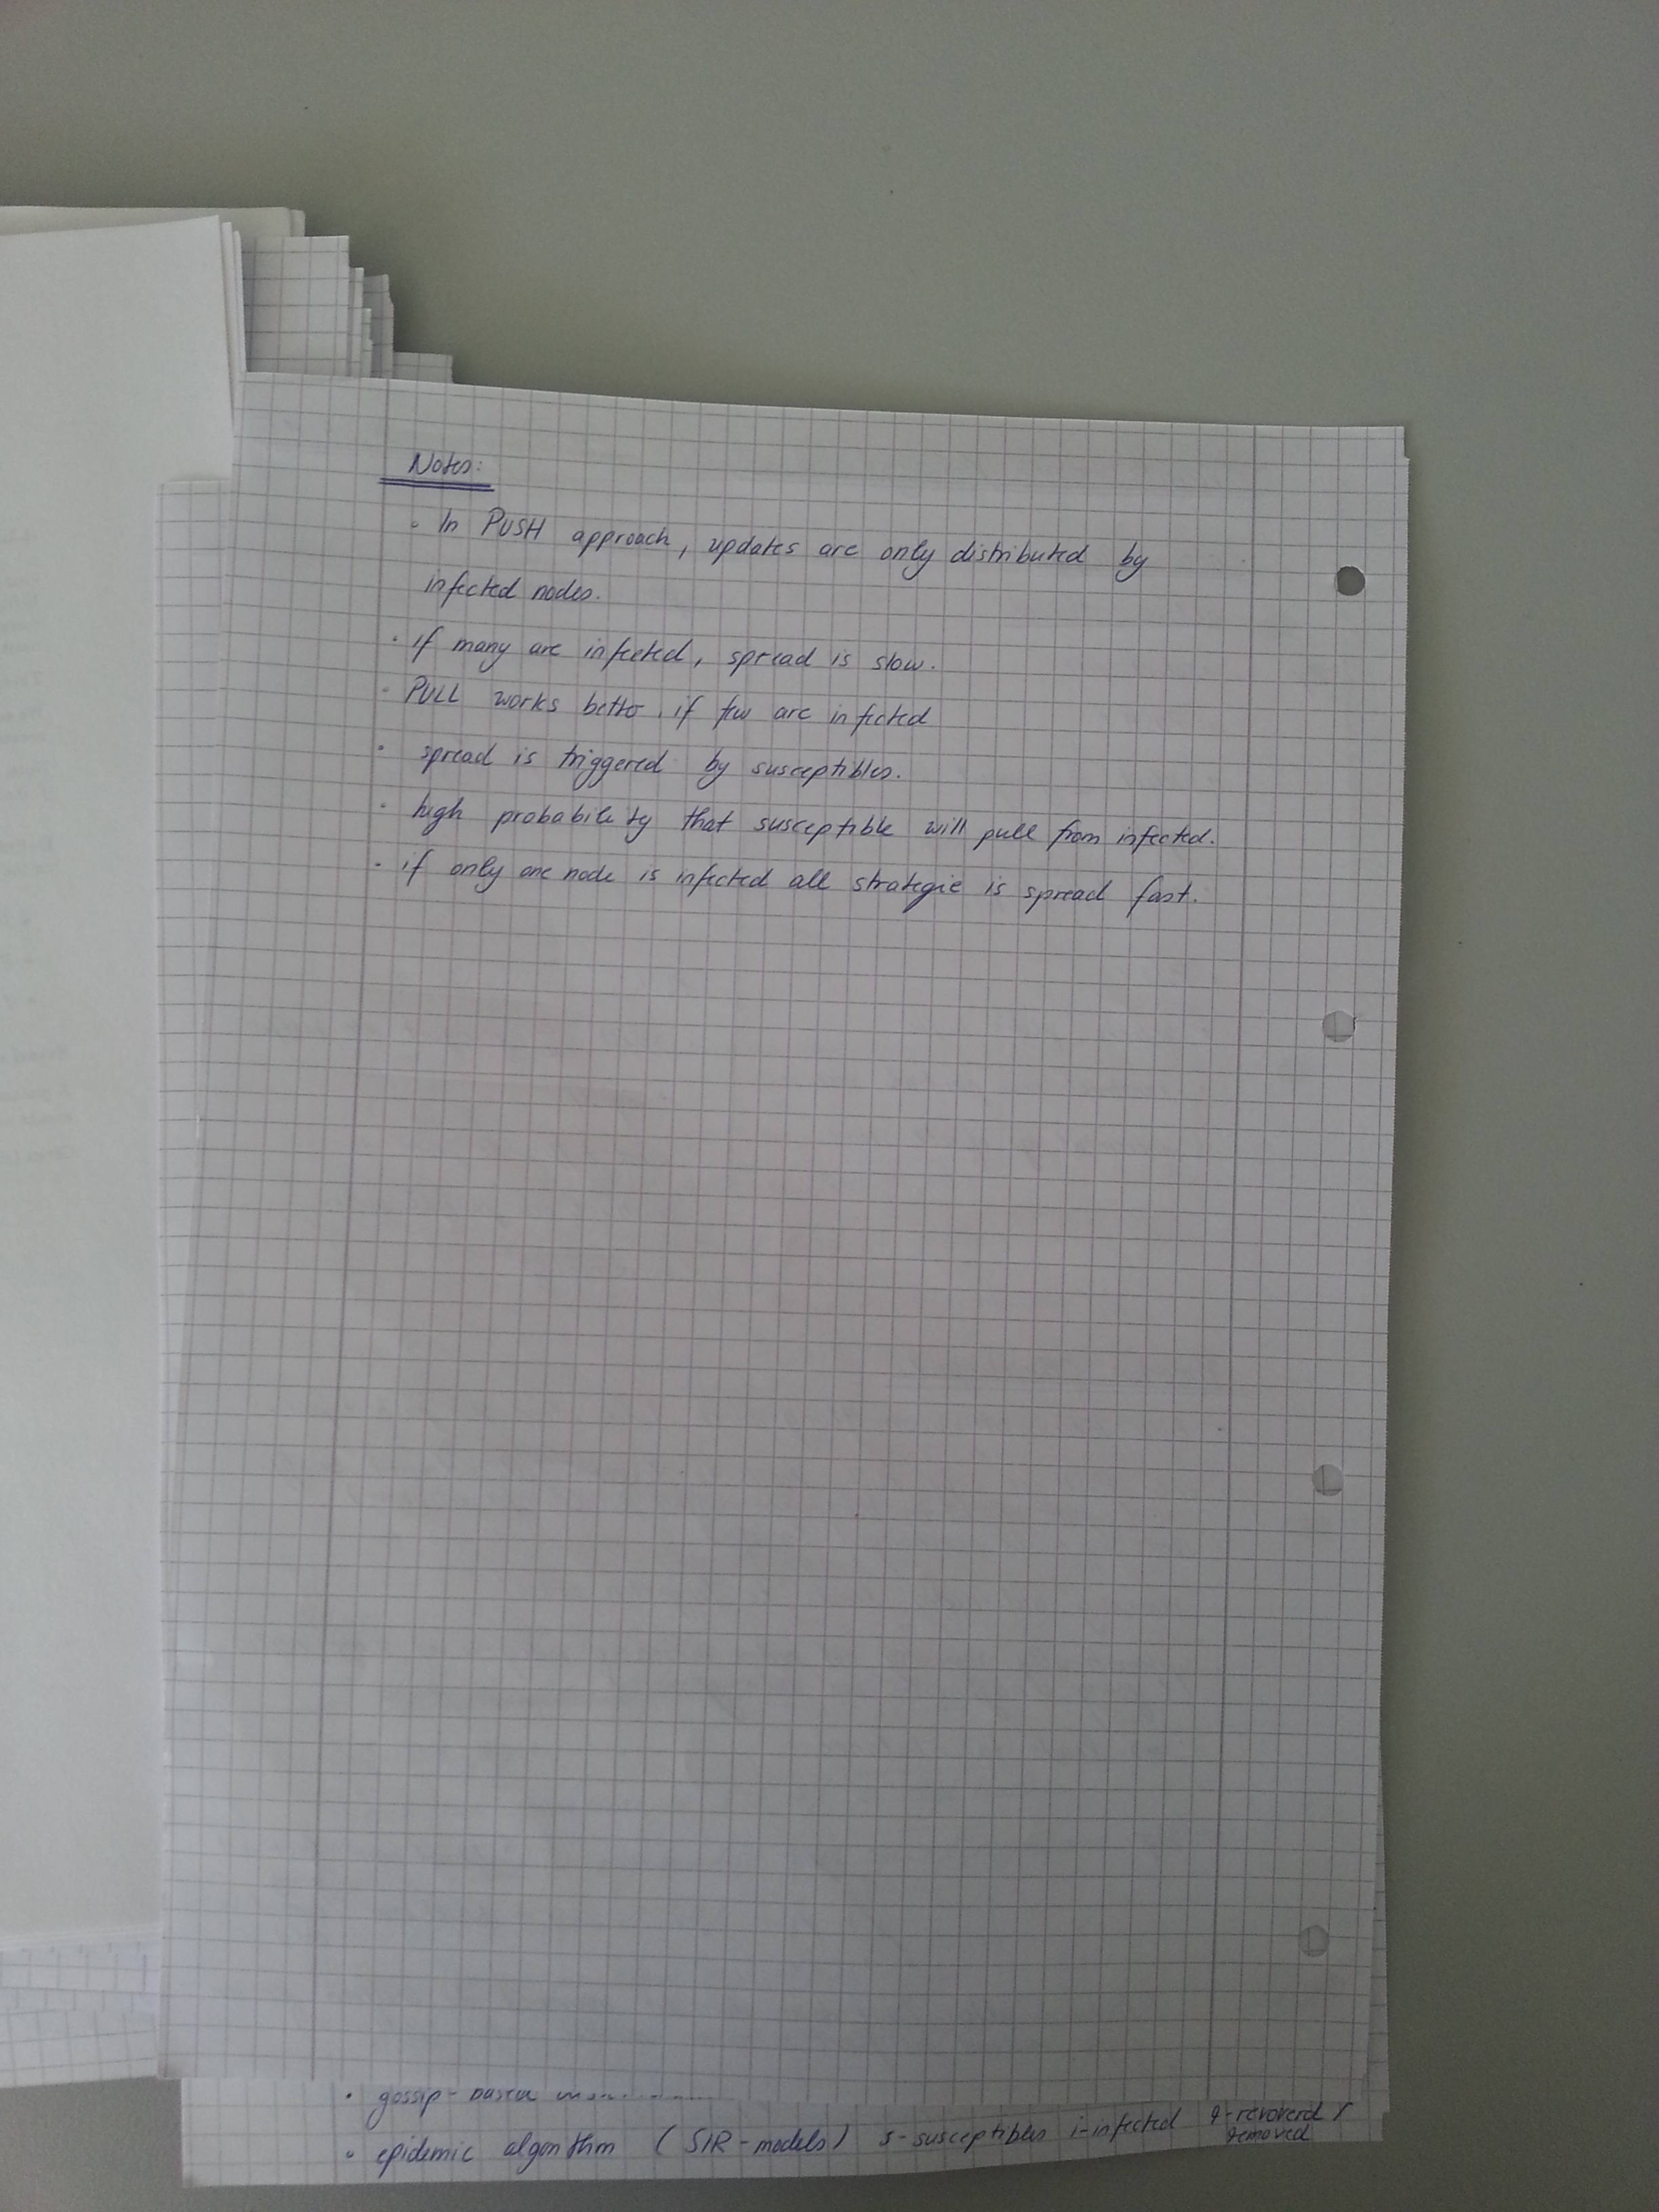 Notes:
◦ In PUSH approach, updates are only distributed by
infected nodes.
· if many are infected, spread is slow.
◦ PULL works better, if few are infected
◦ spread is triggered by susceptibles.
◦ high probability that susceptible will pull from infected.
· if only one node is infected all strategie is spread fast.
· gossip-
◦ epidemic algorithm (SIR-models) s-susceptibles i-infected
removed